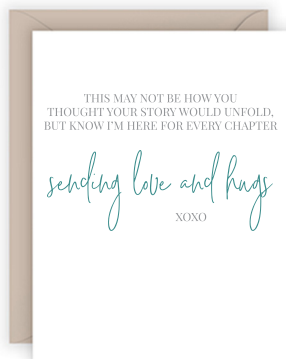 THIS MAY NOT BE HOW YOU
THOUGHT YOUR STORY WOULD UNFOLD,
BUT KNOW I'M HERE FOR EVERY CHAPTER
sending love and hugs
XOXO